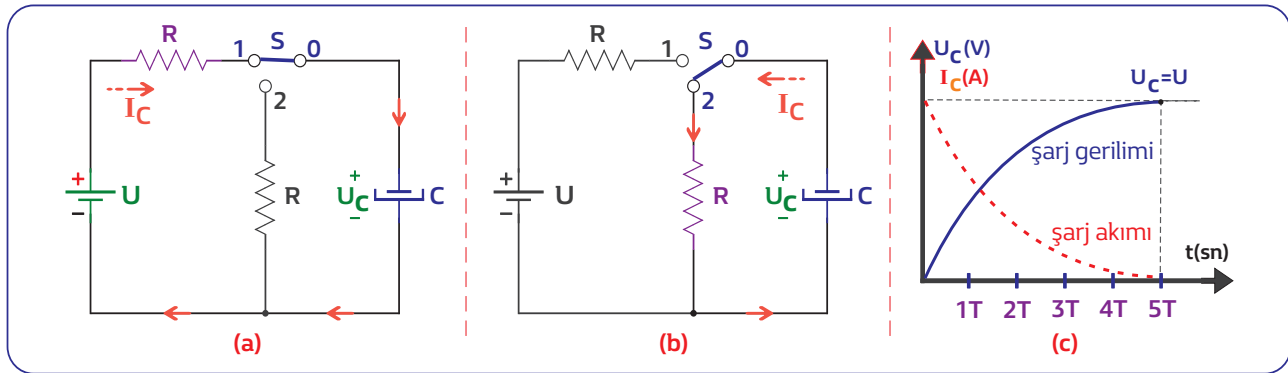 R 1 S 0
2
I_C
+
U
−
R
+
U_C
−
C
(a)
R 1 S 0
2
I_C
+
U
−
R
+
U_C
−
C
(b)
U_C(V)
I_C(A)
U_C=U
şarj gerilimi
şarj akımı
t(sn)
1T 2T 3T 4T 5T
(c)